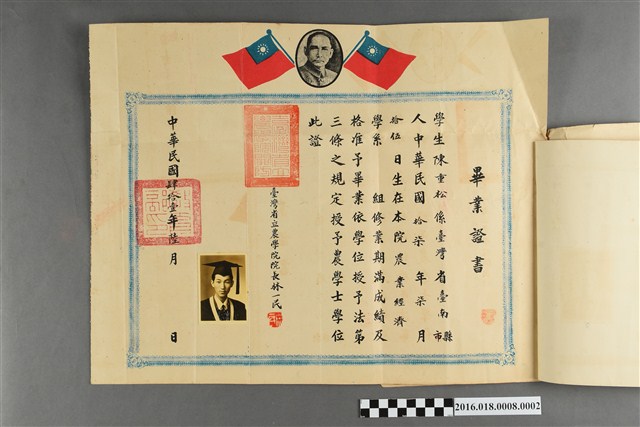 畢業證書
學生陳重松係臺灣省臺南縣市
人中華民國拾柒年柒月
拾伍日生在本院農業經濟
學系 組修業期滿成績及
格准予畢業依學位授予法第
三條之規定授予農學士學位
此證
臺灣省立農學院院長林一民
中華民國肆拾壹年陸月 日
2016.018.0008.0002